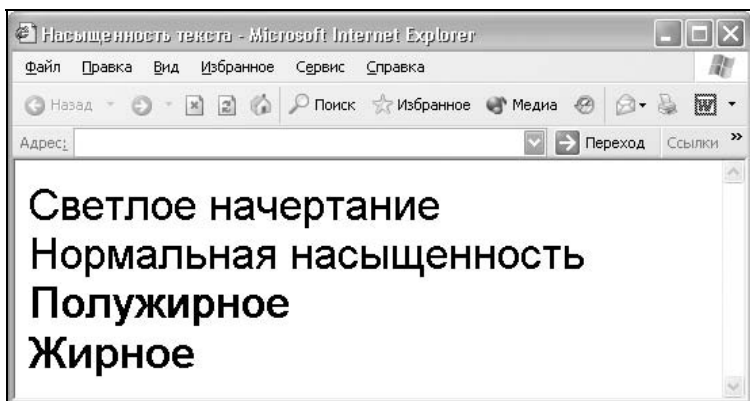 Насыщенность текста - Microsoft Internet Explorer
Файл Правка Вид Избранное Сервис Справка
Назад Поиск Избранное Медиа
Адрес: Переход Ссылки »
Светлое начертание
Нормальная насыщенность
Полужирное
Жирное